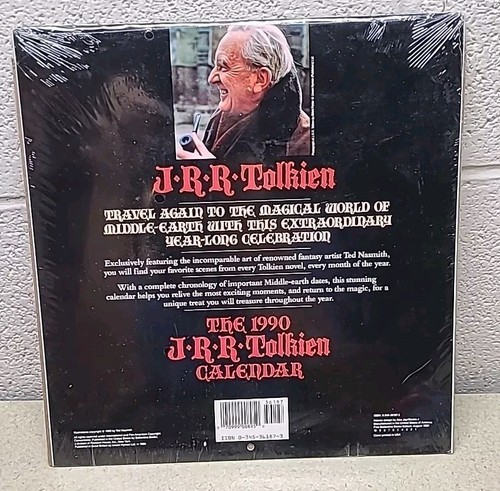 J·R·R·Tolkien
TRAVEL AGAIN TO THE MAGICAL WORLD OF
MIDDLE-EARTH WITH THIS EXTRAORDINARY
YEAR-LONG CELEBRATION
Exclusively featuring the incomparable art of renowned fantasy artist Ted Nasmith,
you will find your favorite scenes from every Tolkien novel, every month of the year.
With a complete chronology of important Middle-earth dates, this stunning
calendar helps you relive the most exciting moments, and return to the magic, for a
unique treat you will treasure throughout the year.
THE 1990
J·R·R·Tolkien
CALENDAR
36187
ISBN 0-345-36187-3